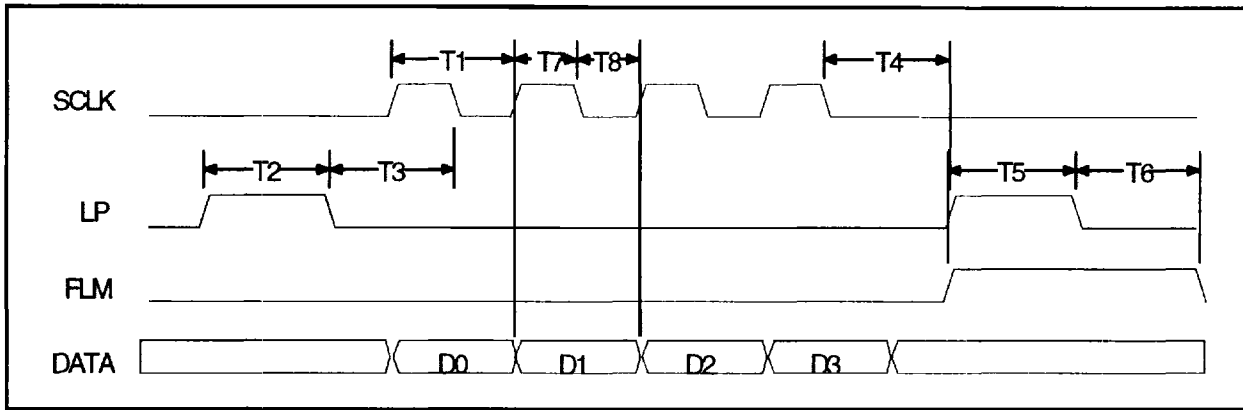 T1 T7 T8 T4
SCLK
T2 T3 T5 T6
LP
FLM
DATA D0 D1 D2 D3